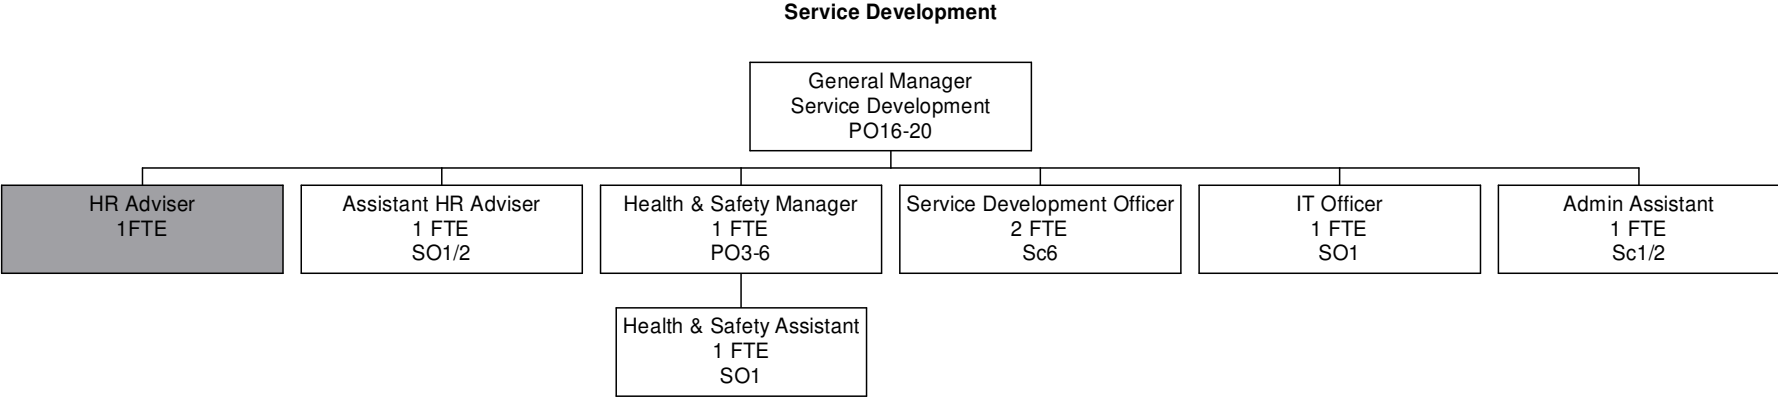 Service Development
General Manager
Service Development
PO16-20
HR Adviser
1FTE
Assistant HR Adviser
1 FTE
SO1/2
Health & Safety Manager
1 FTE
PO3-6
Service Development Officer
2 FTE
Sc6
IT Officer
1 FTE
SO1
Admin Assistant
1 FTE
Sc1/2
Health & Safety Assistant
1 FTE
SO1